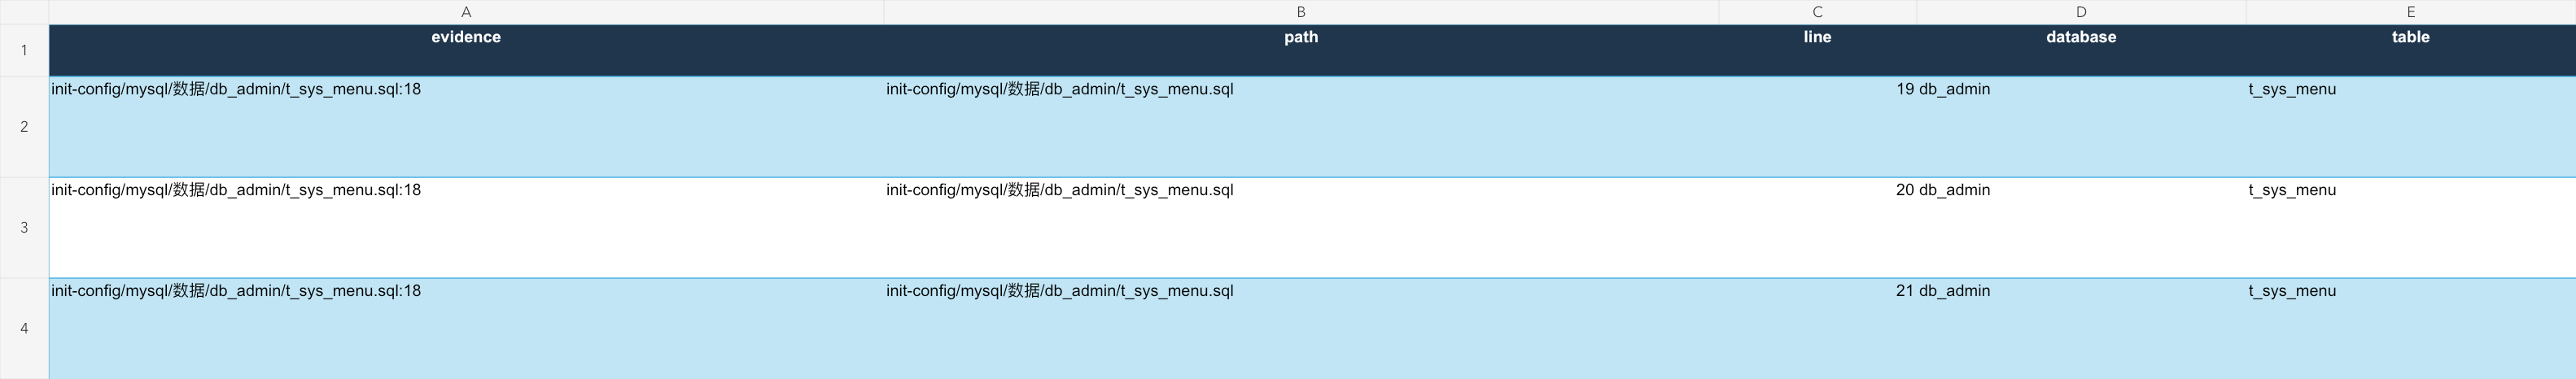 A B C D E
1 evidence path line database table
2 init-config/mysql/数据/db_admin/t_sys_menu.sql:18 init-config/mysql/数据/db_admin/t_sys_menu.sql 19 db_admin t_sys_menu
3 init-config/mysql/数据/db_admin/t_sys_menu.sql:18 init-config/mysql/数据/db_admin/t_sys_menu.sql 20 db_admin t_sys_menu
4 init-config/mysql/数据/db_admin/t_sys_menu.sql:18 init-config/mysql/数据/db_admin/t_sys_menu.sql 21 db_admin t_sys_menu